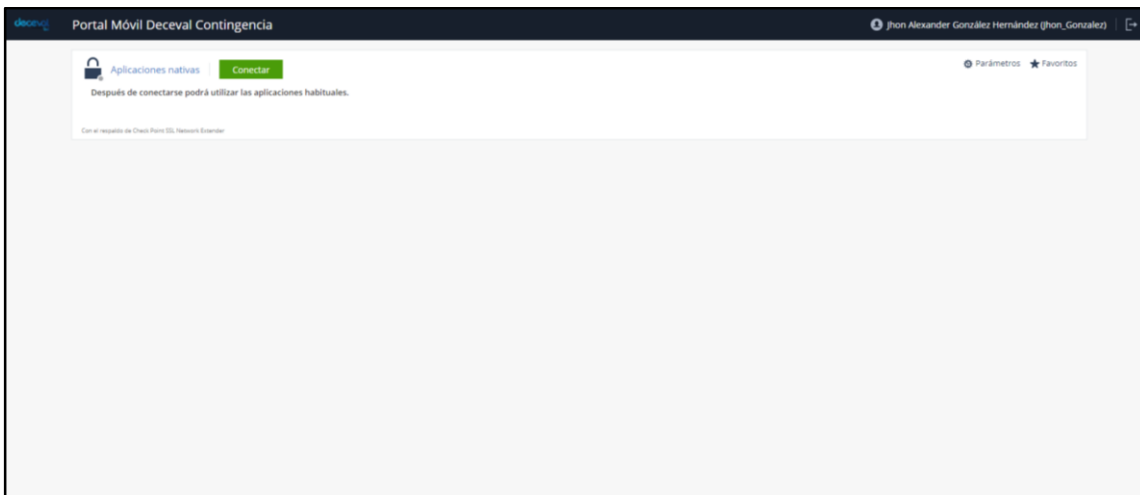 deceval
Portal Móvil Deceval Contingencia
Jhon Alexander González Hernández (Jhon_Gonzalez)
Aplicaciones nativas
Conectar
Parámetros
Favoritos
Después de conectarse podrá utilizar las aplicaciones habituales.
Con el respaldo de Check Point SSL Network Extender